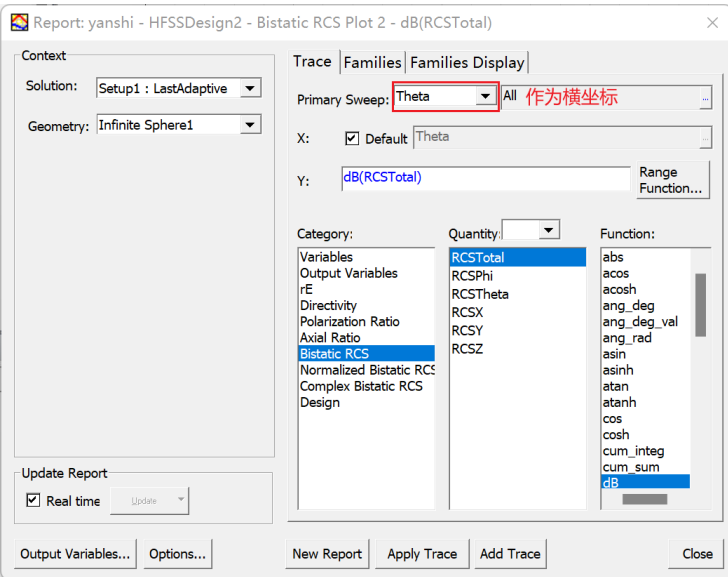 Report: yanshi - HFSSDesign2 - Bistatic RCS Plot 2 - dB(RCSTotal)
Context
Solution: Setup1 : LastAdaptive
Geometry: Infinite Sphere1
Update Report
Real time Update
Output Variables... Options...
Trace Families Families Display
Primary Sweep: Theta All 作为横坐标 ...
X: Default Theta ...
Y: dB(RCSTotal) Range Function...
Category:
Variables
Output Variables
rE
Directivity
Polarization Ratio
Axial Ratio
Bistatic RCS
Normalized Bistatic RCS
Complex Bistatic RCS
Design
Quantity:
RCSTotal
RCSPhi
RCSTheta
RCSX
RCSY
RCSZ
Function:
abs
acos
acosh
ang_deg
ang_deg_val
ang_rad
asin
asinh
atan
atanh
cos
cosh
cum_integ
cum_sum
dB
New Report Apply Trace Add Trace Close